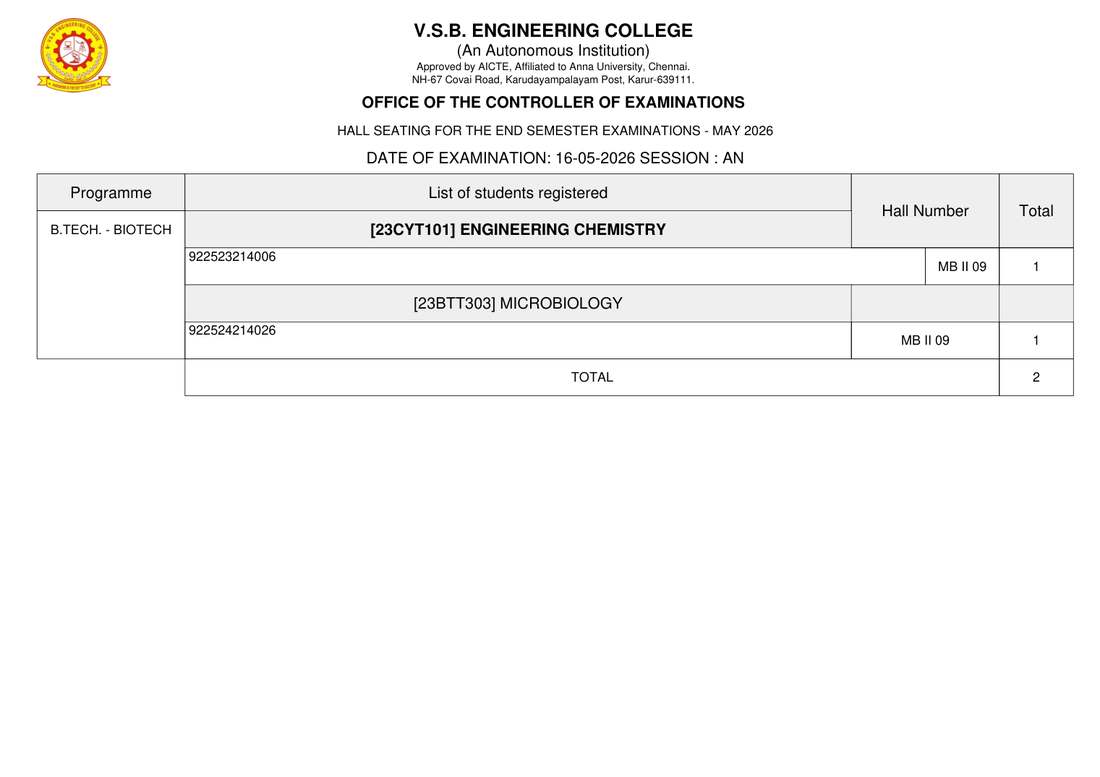 V.S.B. ENGINEERING COLLEGE
(An Autonomous Institution)
Approved by AICTE, Affiliated to Anna University, Chennai.
NH-67 Covai Road, Karudayampalayam Post, Karur-639111.
OFFICE OF THE CONTROLLER OF EXAMINATIONS
HALL SEATING FOR THE END SEMESTER EXAMINATIONS - MAY 2026
DATE OF EXAMINATION: 16-05-2026 SESSION : AN
Programme List of students registered Hall Number Total
B.TECH. - BIOTECH [23CYT101] ENGINEERING CHEMISTRY
922523214006 MB II 09 1
[23BTT303] MICROBIOLOGY
922524214026 MB II 09 1
TOTAL 2